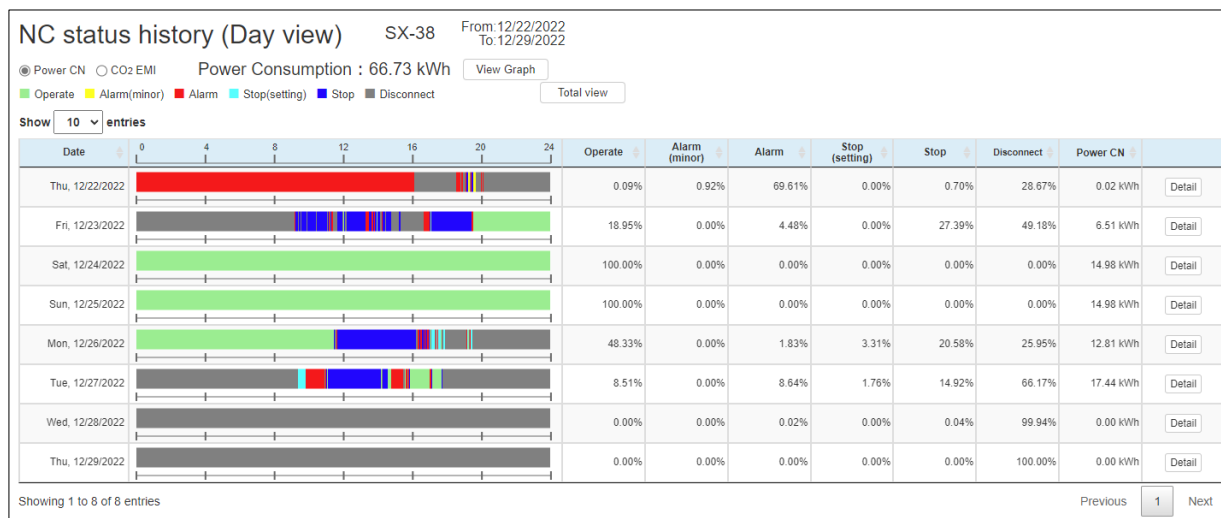 NC status history (Day view) SX-38 From:12/22/2022
To:12/29/2022
Power CN CO2 EMI Power Consumption : 66.73 kWh View Graph
Operate Alarm(minor) Alarm Stop(setting) Stop Disconnect Total view
Show 10 entries
Date 0 4 8 12 16 20 24 Operate Alarm (minor) Alarm Stop (setting) Stop Disconnect Power CN
Thu, 12/22/2022 0.09% 0.92% 69.61% 0.00% 0.70% 28.67% 0.02 kWh Detail
Fri, 12/23/2022 18.95% 0.00% 4.48% 0.00% 27.39% 49.18% 6.51 kWh Detail
Sat, 12/24/2022 100.00% 0.00% 0.00% 0.00% 0.00% 0.00% 14.98 kWh Detail
Sun, 12/25/2022 100.00% 0.00% 0.00% 0.00% 0.00% 0.00% 14.98 kWh Detail
Mon, 12/26/2022 48.33% 0.00% 1.83% 3.31% 20.58% 25.95% 12.81 kWh Detail
Tue, 12/27/2022 8.51% 0.00% 8.64% 1.76% 14.92% 66.17% 17.44 kWh Detail
Wed, 12/28/2022 0.00% 0.00% 0.02% 0.00% 0.04% 99.94% 0.00 kWh Detail
Thu, 12/29/2022 0.00% 0.00% 0.00% 0.00% 0.00% 100.00% 0.00 kWh Detail
Showing 1 to 8 of 8 entries Previous 1 Next